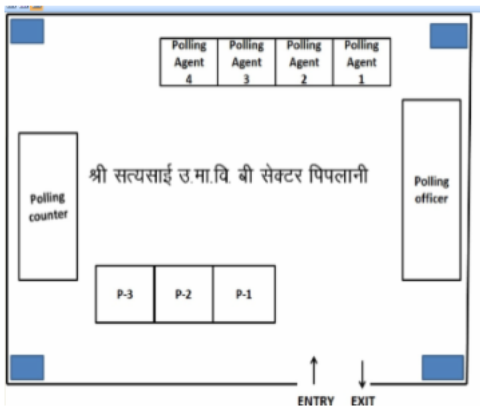 Polling Agent 4
Polling Agent 3
Polling Agent 2
Polling Agent 1
श्री सत्यसाई उ.मा.वि. बी सेक्टर पिपलानी
Polling counter
Polling officer
P-3 P-2 P-1
ENTRY EXIT